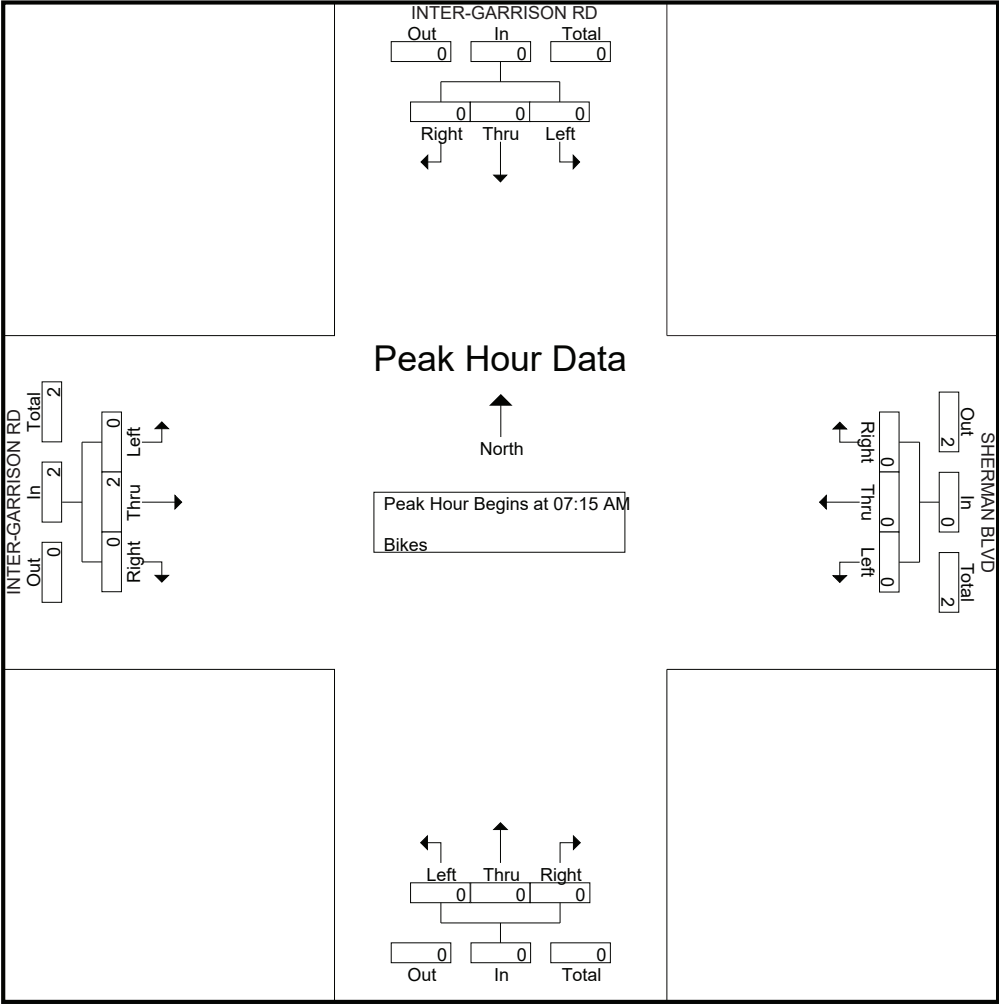 INTER-GARRISON RD
Out In Total
0 0 0
0 0 0
Right Thru Left
Peak Hour Data
North
Peak Hour Begins at 07:15 AM
Bikes
INTER-GARRISON RD
Out In Total
0 2 2
0 2 0
Right Thru Left
SHERMAN BLVD
Out In Total
2 0 2
0 0 0
Right Thru Left
Left Thru Right
0 0 0
0 0 0
Out In Total